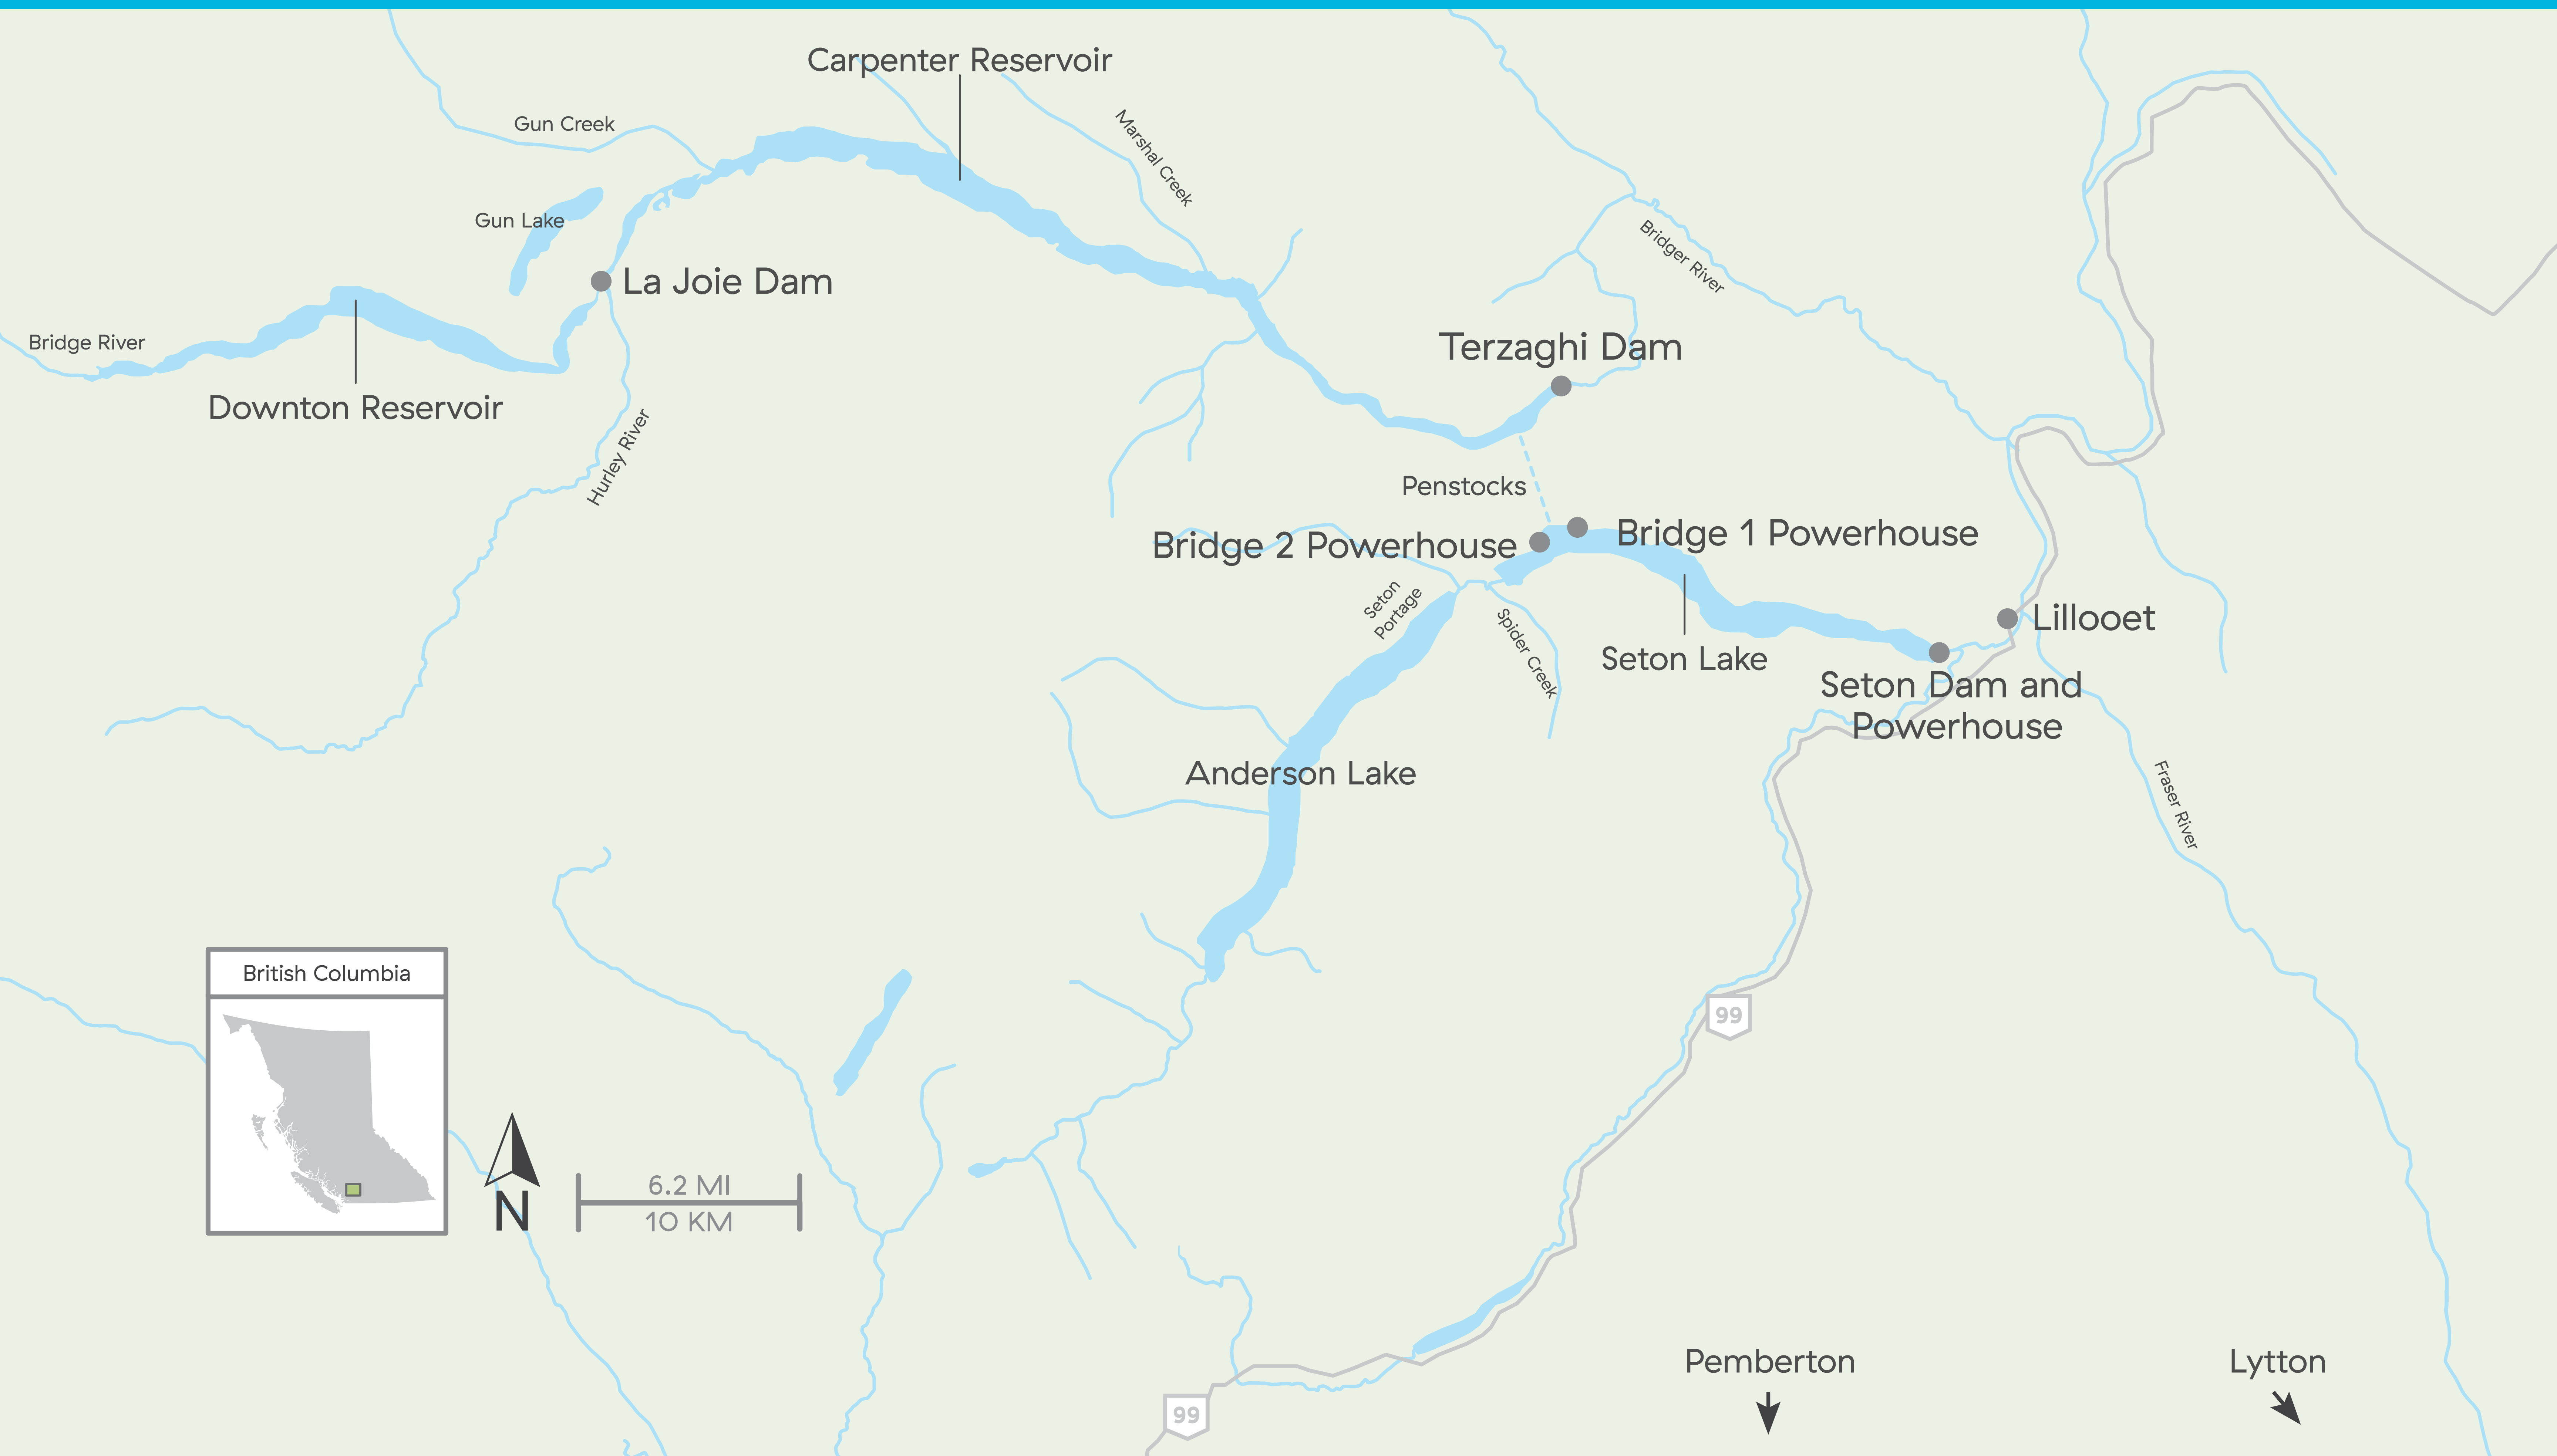 Carpenter Reservoir
Gun Creek
Marshal Creek
Gun Lake
Bridger River
La Joie Dam
Bridge River
Terzaghi Dam
Downton Reservoir
Hurley River
Penstocks
Bridge 2 Powerhouse
Bridge 1 Powerhouse
Seton
Portage
Spider Creek
Lillooet
Seton Lake
Seton Dam and
Powerhouse
Anderson Lake
Fraser River
British Columbia
99
N
6.2 MI
10 KM
Pemberton
Lytton
99